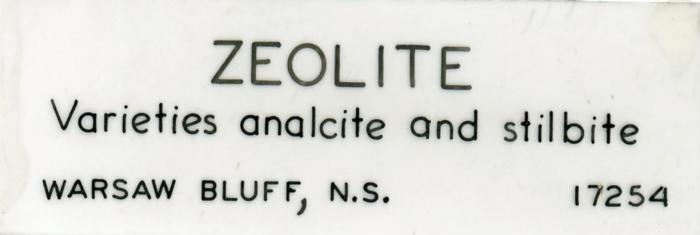 ZEOLITE
Varieties analcite and stilbite
WARSAW BLUFF, N.S. 17254